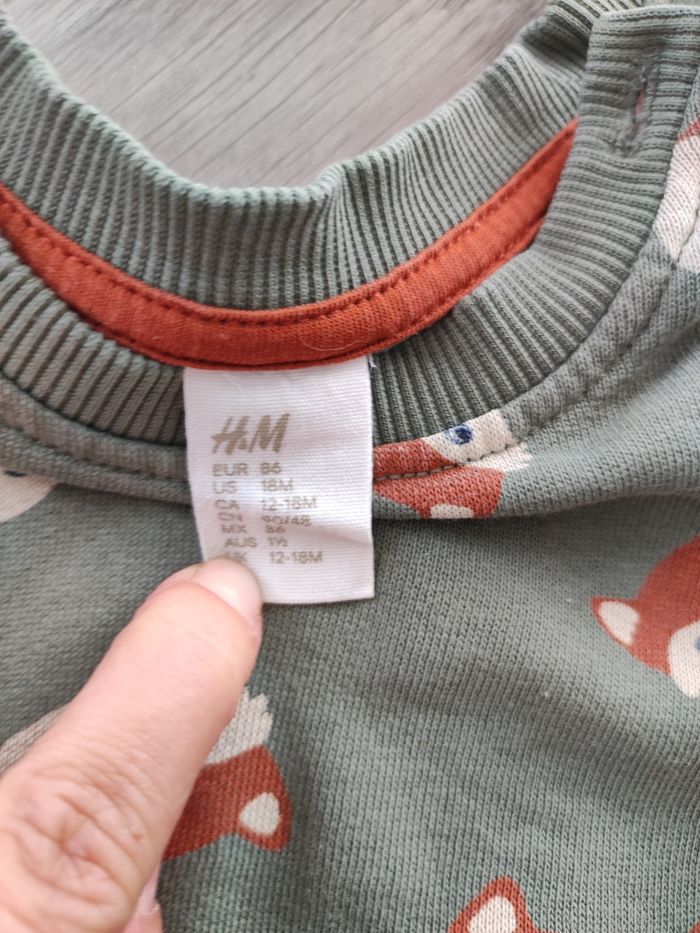 H&M
EUR 86
US 18M
CA 12-18M
CN 90/48
MX 86
AUS 1½
UK 12-18M